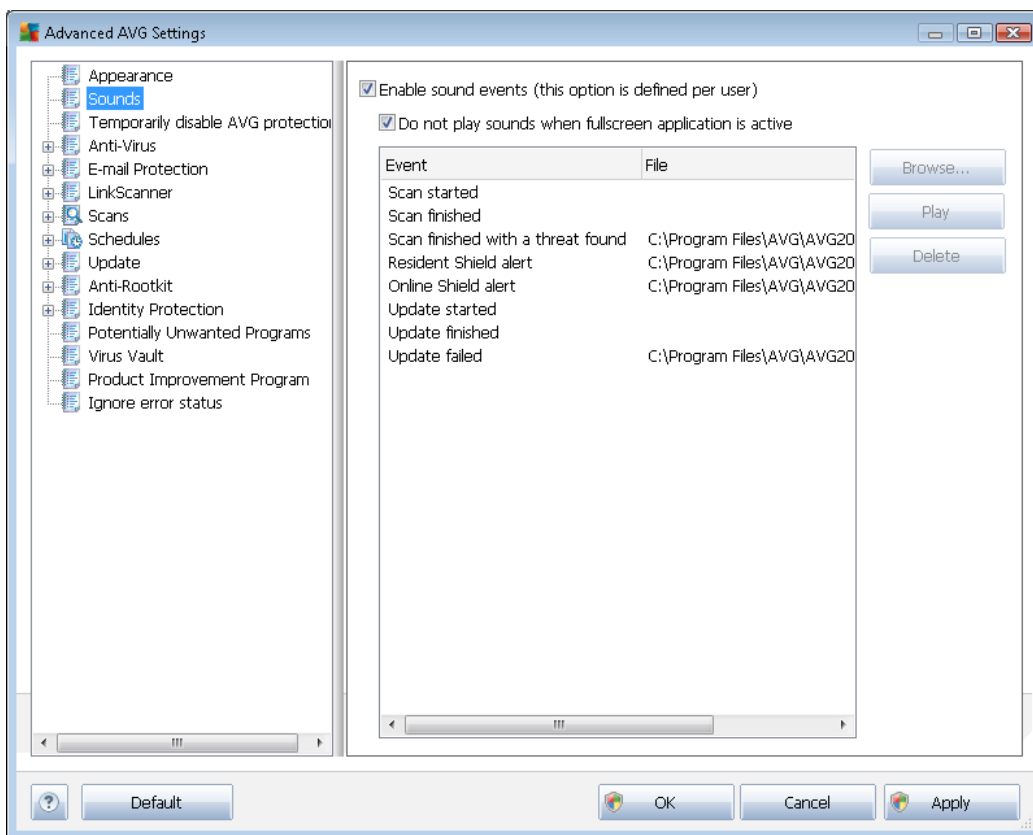 Advanced AVG Settings
Appearance
Sounds
Temporarily disable AVG protection
Anti-Virus
E-mail Protection
LinkScanner
Scans
Schedules
Update
Anti-Rootkit
Identity Protection
Potentially Unwanted Programs
Virus Vault
Product Improvement Program
Ignore error status
Enable sound events (this option is defined per user)
Do not play sounds when fullscreen application is active
Event File
Scan started
Scan finished
Scan finished with a threat found C:\Program Files\AVG\AVG20
Resident Shield alert C:\Program Files\AVG\AVG20
Online Shield alert C:\Program Files\AVG\AVG20
Update started
Update finished
Update failed C:\Program Files\AVG\AVG20
Browse...
Play
Delete
? Default OK Cancel Apply